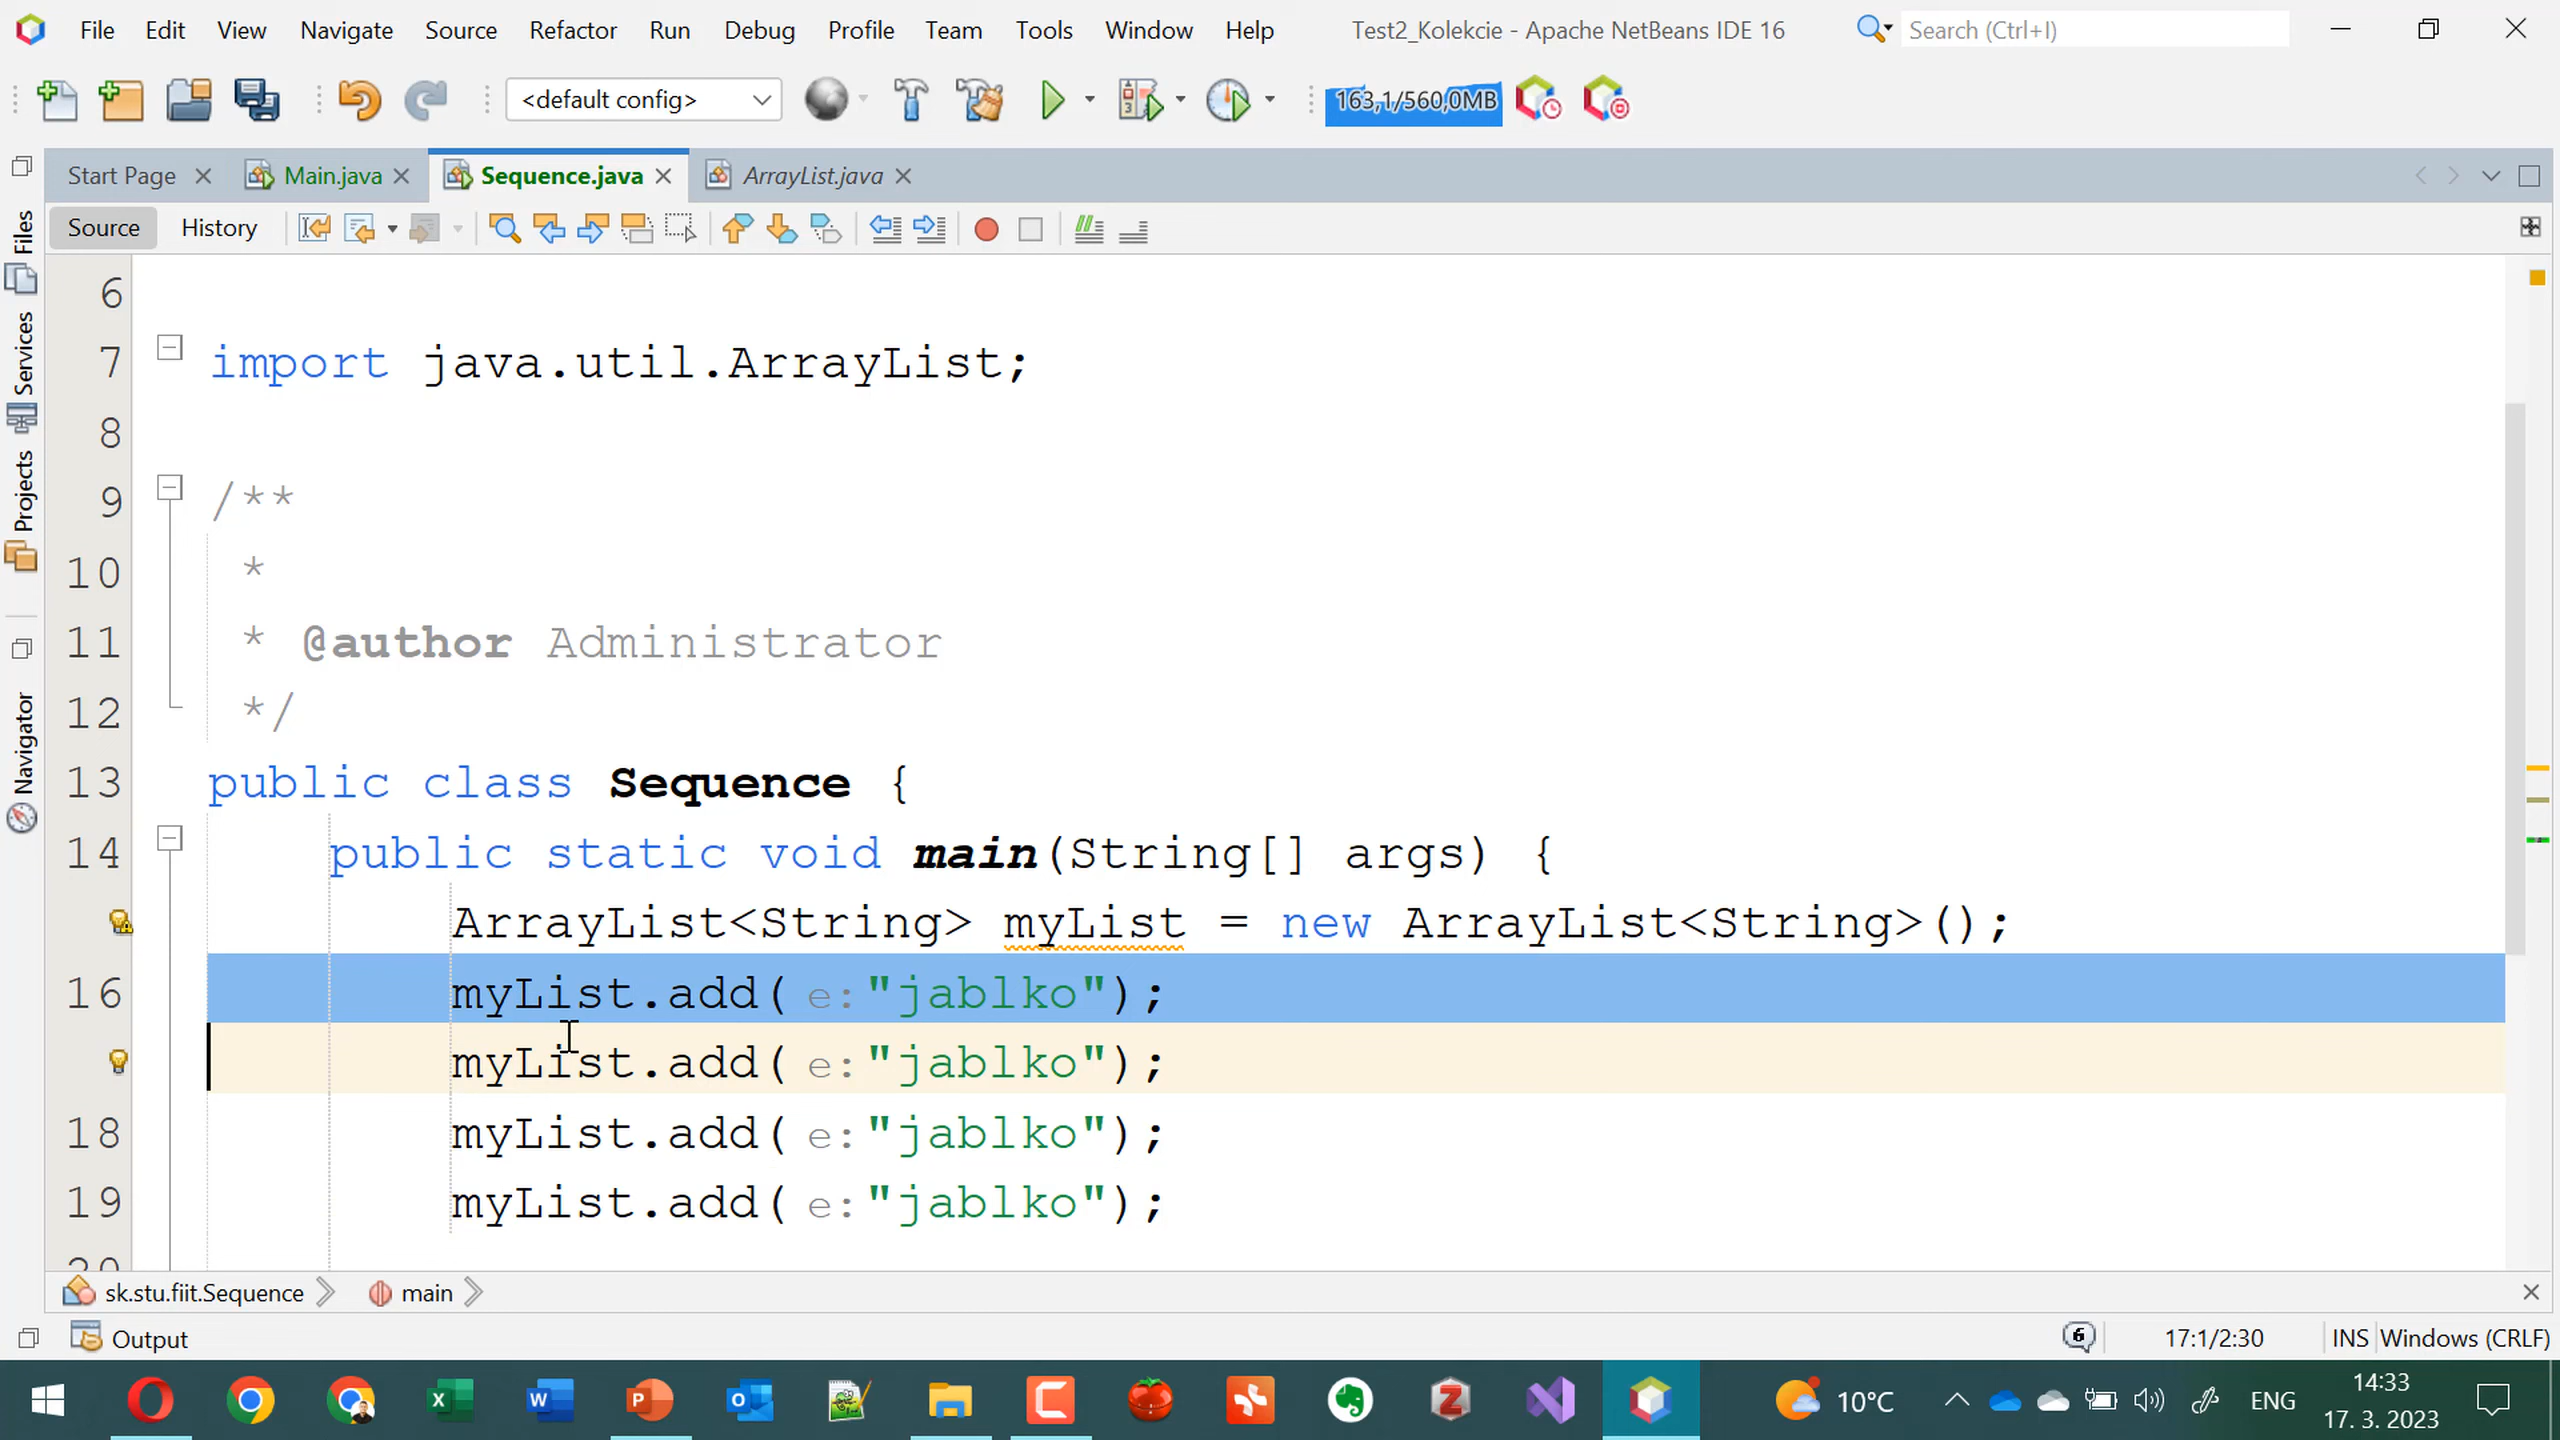 File Edit View Navigate Source Refactor Run Debug Profile Team Tools Window Help Test2_Kolekcie - Apache NetBeans IDE 16 Search (Ctrl+I)
<default config> 163,1/560,0MB
Start Page Main.java Sequence.java ArrayList.java
Source History
Files
Services
Projects
Navigator
6
7 import java.util.ArrayList;
8
9 /**
10 *
11 * @author Administrator
12 */
13 public class Sequence {
14 public static void main(String[] args) {
ArrayList<String> myList = new ArrayList<String>();
16 myList.add( e:"jablko");
myList.add( e:"jablko");
18 myList.add( e:"jablko");
19 myList.add( e:"jablko");
20
sk.stu.fiit.Sequence main
Output 6 17:1/2:30 INS Windows (CRLF)
10°C ENG 14:33
17. 3. 2023